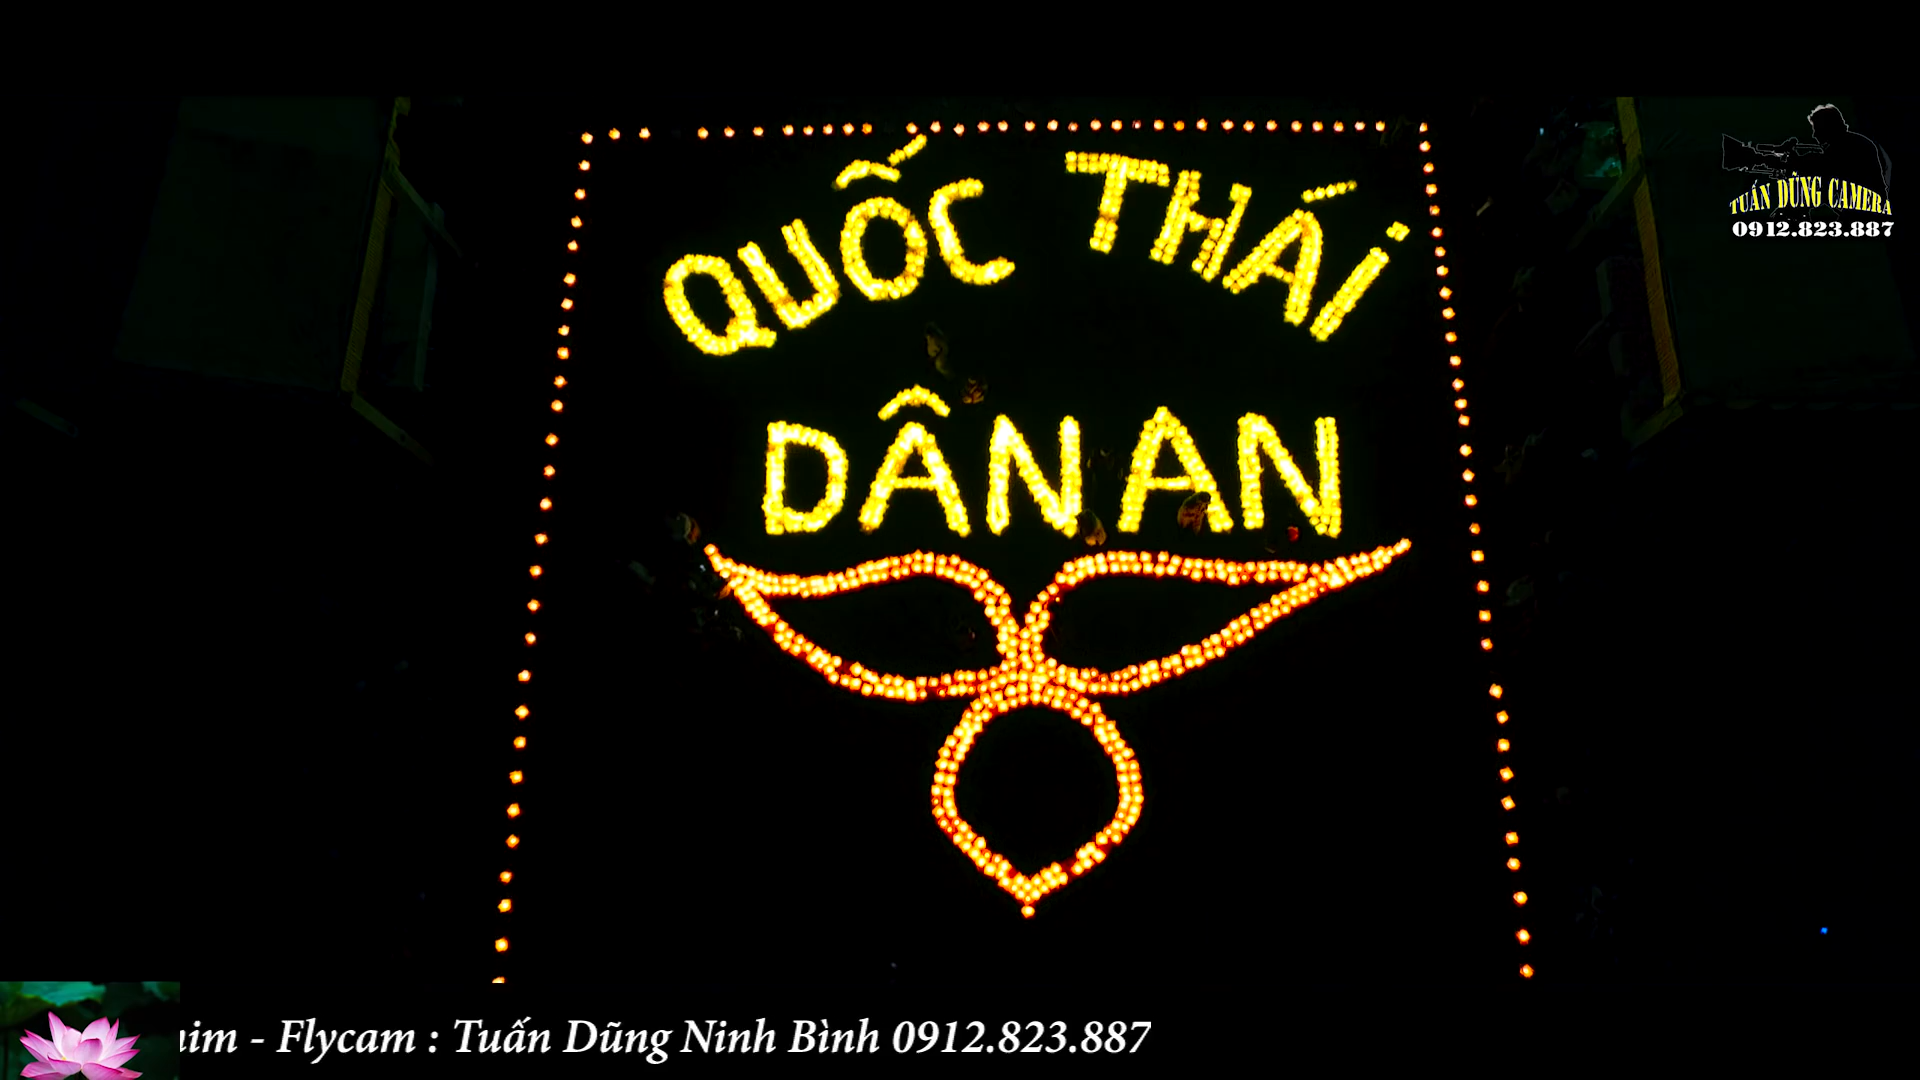 QUỐC THÁI
DÂN AN
TUẤN DŨNG CAMERA
0912.823.887
- Flycam : Tuấn Dũng Ninh Bình 0912.823.887